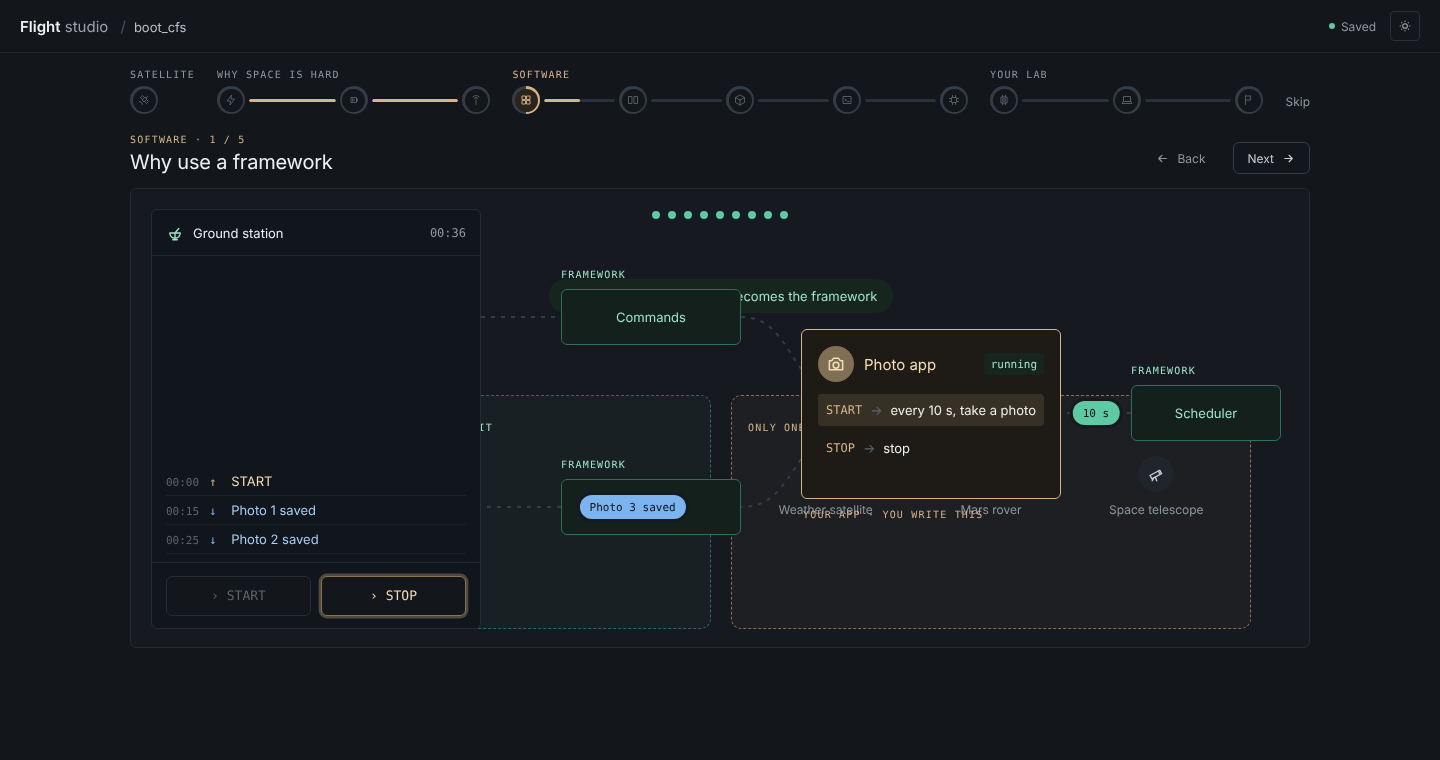 Flight studio / boot_cfs
Saved
SATELLITE
WHY SPACE IS HARD
SOFTWARE
YOUR LAB
Skip
SOFTWARE · 1 / 5
Why use a framework
← Back
Next →
Ground station
00:36
00:00 ↑ START
00:15 ↓ Photo 1 saved
00:25 ↓ Photo 2 saved
› START
› STOP
FRAMEWORK
Commands
ecomes the framework
IT
FRAMEWORK
Photo 3 saved
ONLY ONE
Photo app
running
START → every 10 s, take a photo
STOP → stop
YOUR APP · YOU WRITE THIS
10 s
FRAMEWORK
Scheduler
Weather satellite
Mars rover
Space telescope